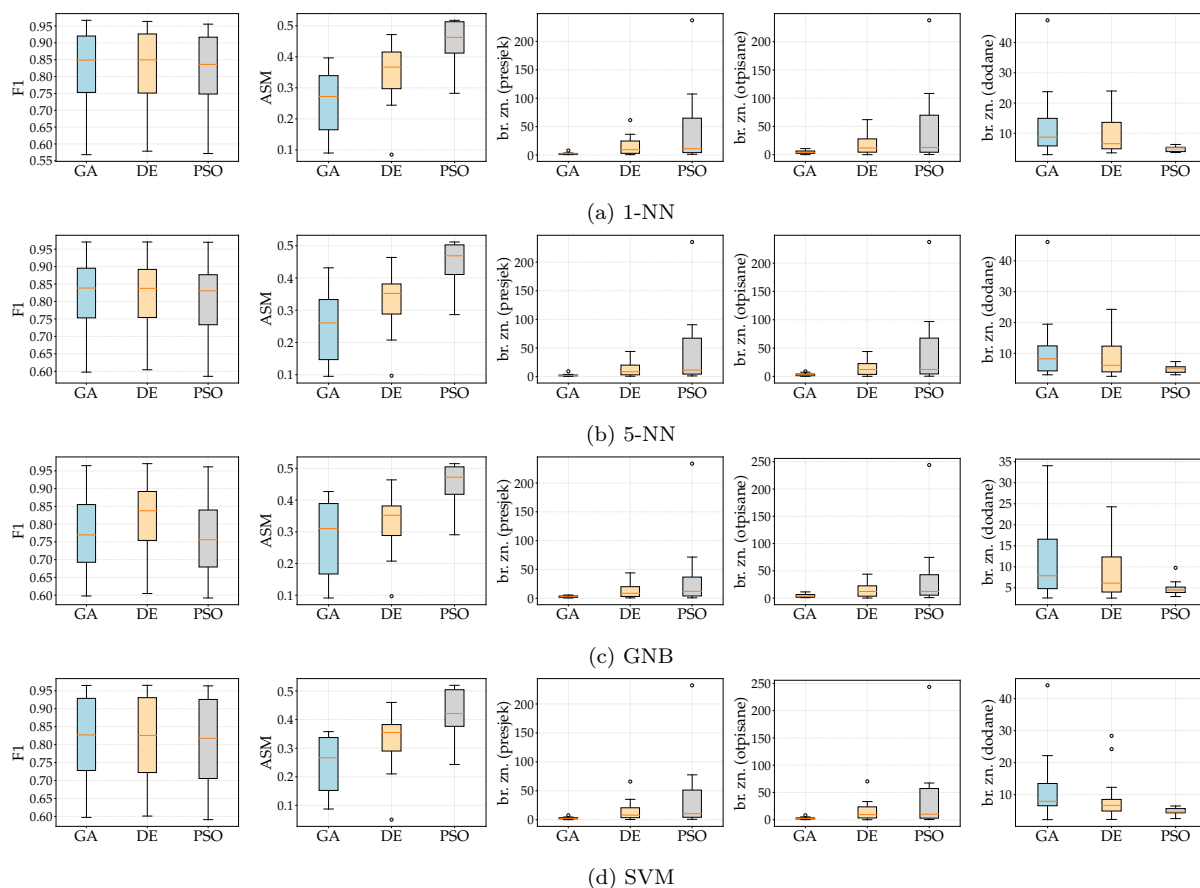 F1
0.95
0.90
0.85
0.80
0.75
0.70
0.65
0.60
0.55
GA DE PSO
ASM
0.5
0.4
0.3
0.2
0.1
GA DE PSO
br. zn. (presjek)
200
150
100
50
0
GA DE PSO
br. zn. (otpisane)
200
150
100
50
0
GA DE PSO
br. zn. (dodane)
40
30
20
10
GA DE PSO
(a) 1-NN
F1
0.95
0.90
0.85
0.80
0.75
0.70
0.65
0.60
GA DE PSO
ASM
0.5
0.4
0.3
0.2
0.1
GA DE PSO
br. zn. (presjek)
200
150
100
50
0
GA DE PSO
br. zn. (otpisane)
200
150
100
50
0
GA DE PSO
br. zn. (dodane)
40
30
20
10
GA DE PSO
(b) 5-NN
F1
0.95
0.90
0.85
0.80
0.75
0.70
0.65
0.60
GA DE PSO
ASM
0.5
0.4
0.3
0.2
0.1
GA DE PSO
br. zn. (presjek)
200
150
100
50
0
GA DE PSO
br. zn. (otpisane)
250
200
150
100
50
0
GA DE PSO
br. zn. (dodane)
35
30
25
20
15
10
5
GA DE PSO
(c) GNB
F1
0.95
0.90
0.85
0.80
0.75
0.70
0.65
0.60
GA DE PSO
ASM
0.5
0.4
0.3
0.2
0.1
GA DE PSO
br. zn. (presjek)
200
150
100
50
0
GA DE PSO
br. zn. (otpisane)
250
200
150
100
50
0
GA DE PSO
br. zn. (dodane)
40
30
20
10
GA DE PSO
(d) SVM